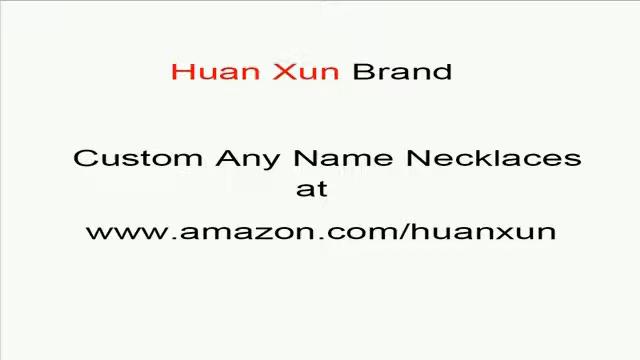 Huan Xun Brand
Custom Any Name Necklaces
at
www.amazon.com/huanxun